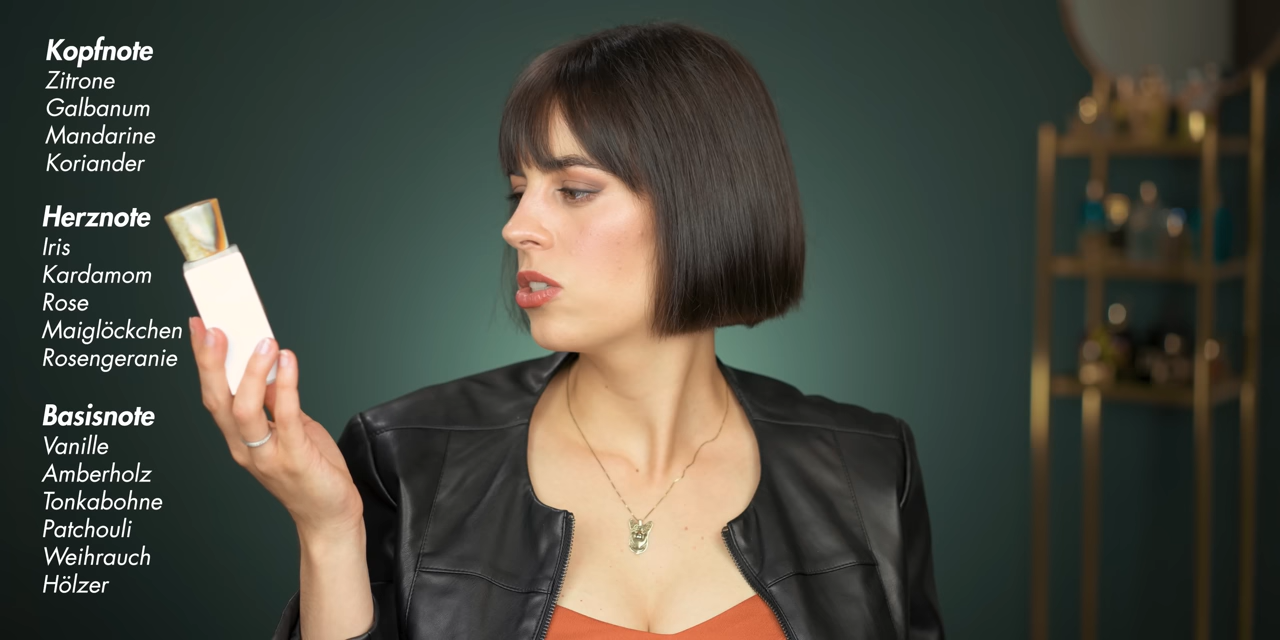 Kopfnote
Zitrone
Galbanum
Mandarine
Koriander
Herznote
Iris
Kardamom
Rose
Maiglöckchen
Rosengeranie
Basisnote
Vanille
Amberholz
Tonkabohne
Patchouli
Weihrauch
Hölzer